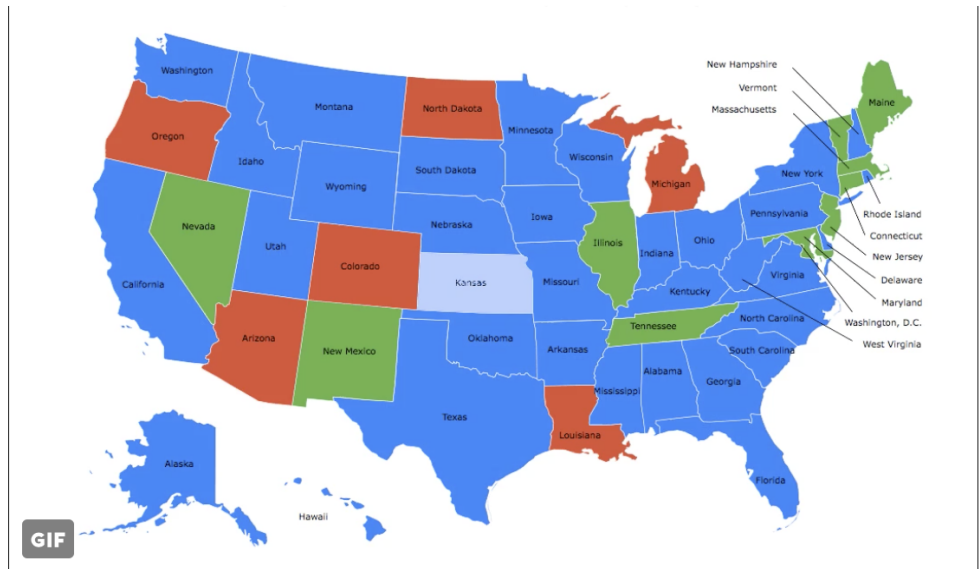 New Hampshire
Vermont
Massachusetts
Maine
Washington
Montana
North Dakota
Minnesota
Oregon
Idaho
Wyoming
South Dakota
Wisconsin
Michigan
New York
Rhode Island
Connecticut
Nevada
Utah
Nebraska
Iowa
Illinois
Indiana
Ohio
Pennsylvania
New Jersey
Delaware
Maryland
Washington, D.C.
West Virginia
California
Colorado
Kansas
Missouri
Kentucky
Virginia
Arizona
New Mexico
Oklahoma
Arkansas
Tennessee
North Carolina
South Carolina
Texas
Louisiana
Mississippi
Alabama
Georgia
Alaska
Hawaii
Florida
GIF